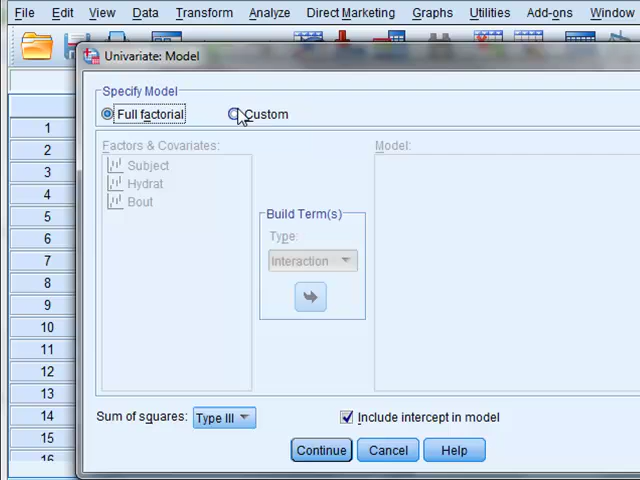 File Edit View Data Transform Analyze Direct Marketing Graphs Utilities Add-ons Window
Univariate: Model
Specify Model
Full factorial Custom
Factors & Covariates: Model:
Subject
Hydrat
Bout
Build Term(s)
Type:
Interaction
Sum of squares: Type III Include intercept in model
Continue Cancel Help
1
2
3
4
5
6
7
8
9
10
11
12
13
14
15
16